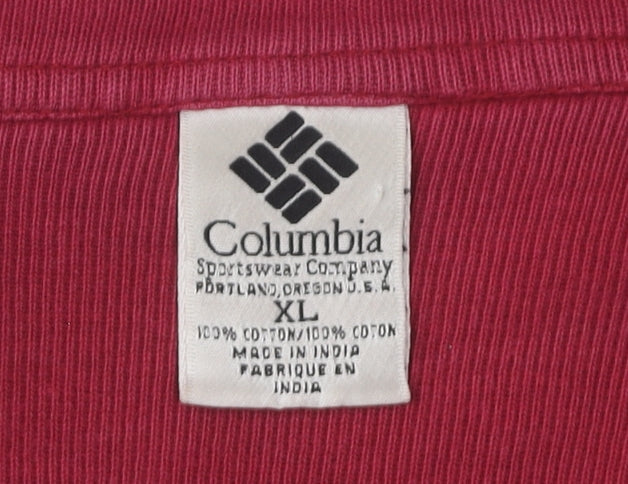 Columbia
Sportswear Company
PORTLAND, OREGON U.S.A.
XL
100% COTTON/100% COTON
MADE IN INDIA
FABRIQUE EN
INDIA